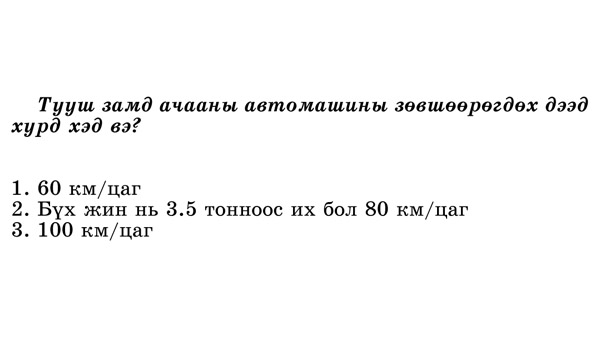 Тууш замд ачааны автомашины зөвшөөрөгдөх дээд
хурд хэд вэ?
1. 60 км/цаг
2. Бүх жин нь 3.5 тонноос их бол 80 км/цаг
3. 100 км/цаг